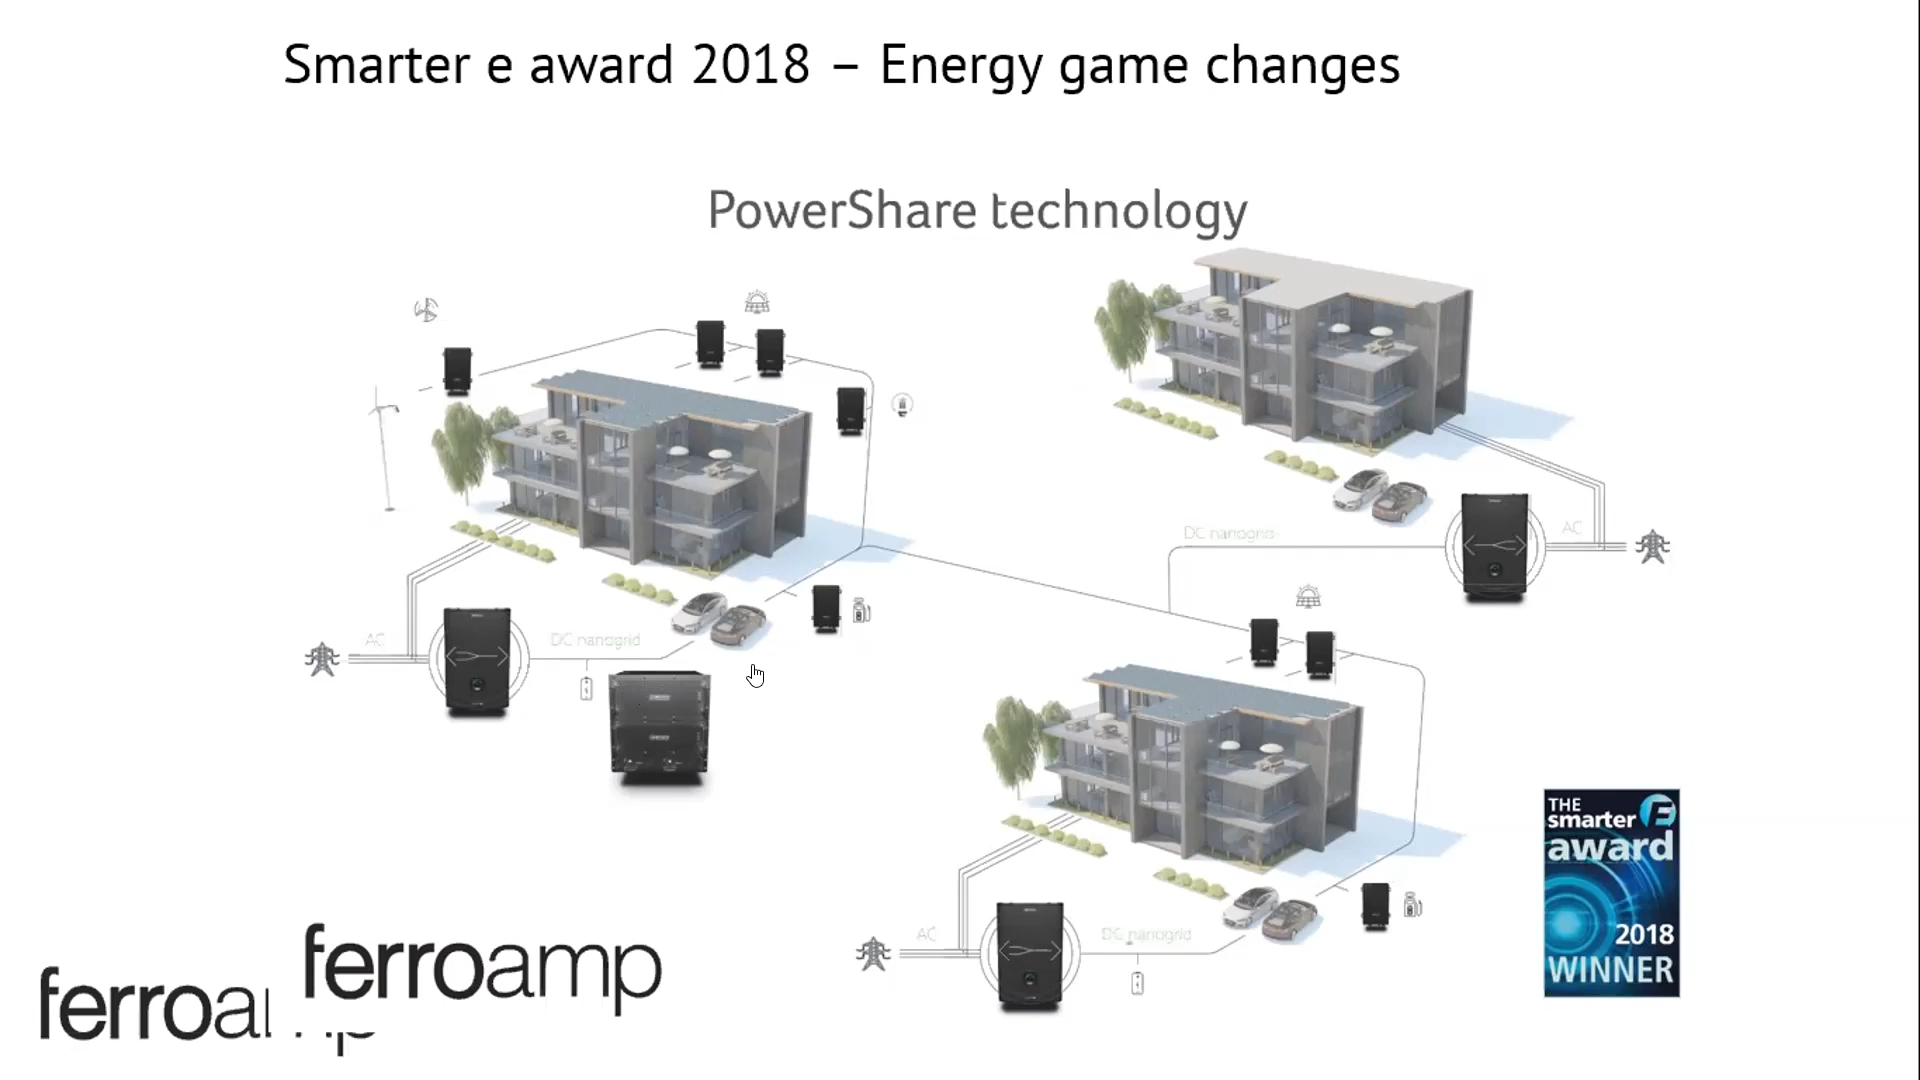 Smarter e award 2018 – Energy game changes
PowerShare technology
DC nanogrid
AC
AC
DC nanogrid
AC
DC nanogrid
THE
smarter E
award
2018
WINNER
ferroamp
ferroa